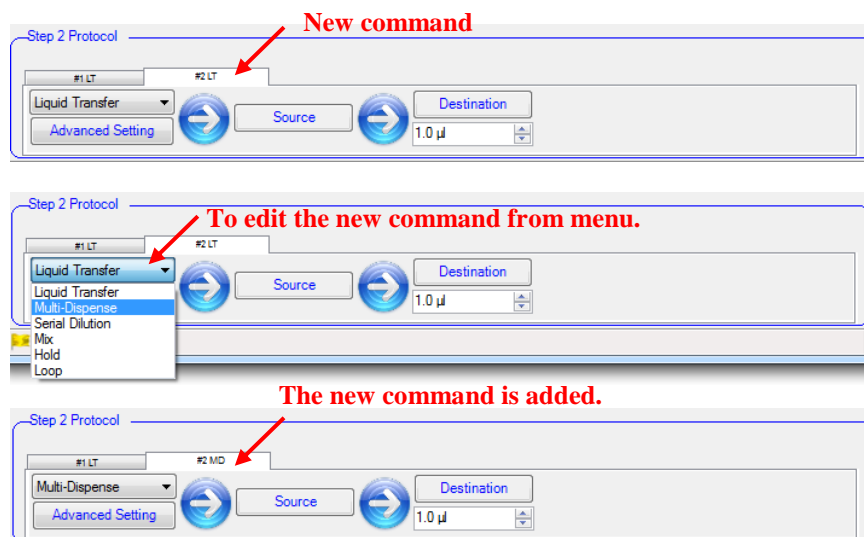 New command
Step 2 Protocol
#1 LT #2 LT
Liquid Transfer Source Destination
Advanced Setting 1.0 µl
Step 2 Protocol
To edit the new command from menu.
#1 LT #2 LT
Liquid Transfer Source Destination
Liquid Transfer 1.0 µl
Multi-Dispense
Serial Dilution
Mix
Hold
Loop
The new command is added.
Step 2 Protocol
#1 LT #2 MD
Multi-Dispense Source Destination
Advanced Setting 1.0 µl